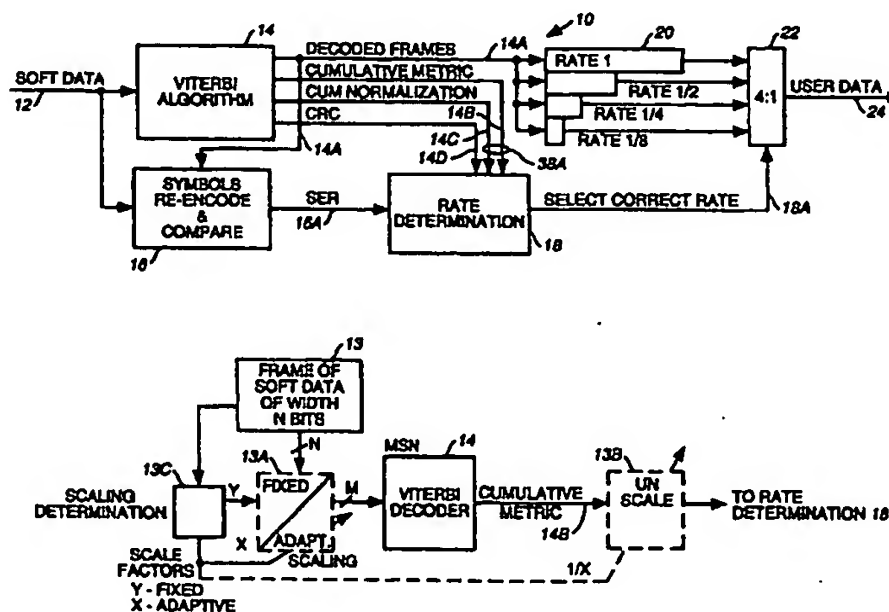 10
14
DECODED FRAMES
14A
20
22
RATE 1
SOFT DATA
12
VITERBI
ALGORITHM
CUMULATIVE METRIC
CUM NORMALIZATION
CRC
14A
14B
14C
14D
38A
RATE 1/2
RATE 1/4
RATE 1/8
4:1
USER DATA
24
SYMBOLS
RE-ENCODE
&
COMPARE
16
SER
16A
RATE
DETERMINATION
18
SELECT CORRECT RATE
18A
13
FRAME OF
SOFT DATA
OF WIDTH
N BITS
N
13C
13A
SCALING
DETERMINATION
Y
FIXED
X
ADAPT.
SCALING
M
MSN
14
VITERBI
DECODER
CUMULATIVE
METRIC
14B
13B
UN
SCALE
TO RATE
DETERMINATION 18
SCALE
FACTORS
Y - FIXED
X - ADAPTIVE
1/X